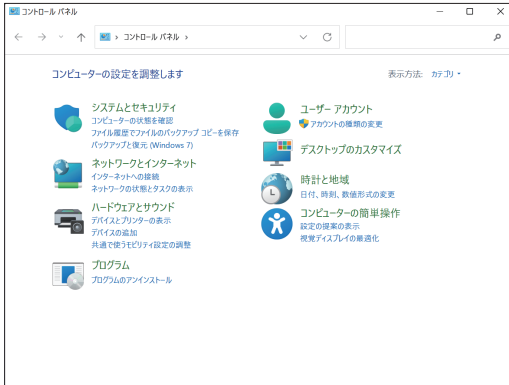 コントロール パネル
コントロール パネル
コンピューターの設定を調整します
表示方法: カテゴリ
システムとセキュリティ
コンピューターの状態を確認
ファイル履歴でファイルのバックアップ コピーを保存
バックアップと復元 (Windows 7)
ネットワークとインターネット
インターネットへの接続
ネットワークの状態とタスクの表示
ハードウェアとサウンド
デバイスとプリンターの表示
デバイスの追加
共通で使うモビリティ設定の調整
プログラム
プログラムのアンインストール
ユーザー アカウント
アカウントの種類の変更
デスクトップのカスタマイズ
時計と地域
日付、時刻、数値形式の変更
コンピューターの簡単操作
設定の提案の表示
視覚ディスプレイの最適化